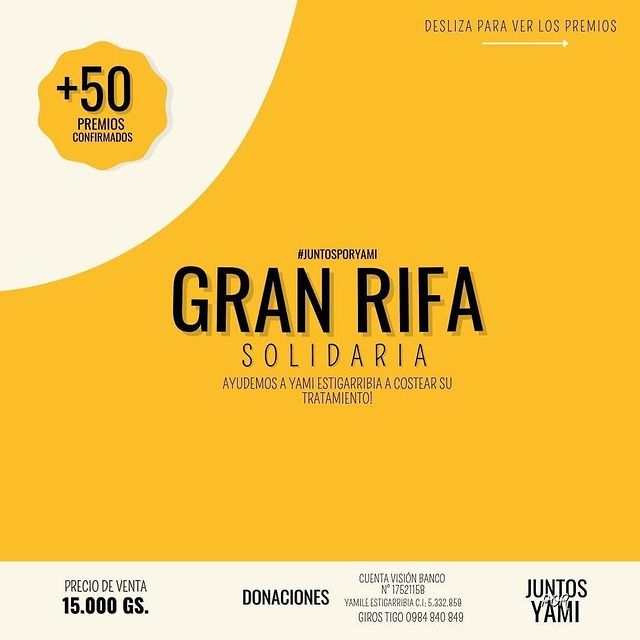 DESLIZA PARA VER LOS PREMIOS
+50
PREMIOS
CONFIRMADOS
#JUNTOSPORYAMI
GRAN RIFA
SOLIDARIA
AYUDEMOS A YAMI ESTIGARRIBIA A COSTEAR SU
TRATAMIENTO!
PRECIO DE VENTA
15.000 GS.
DONACIONES
CUENTA VISIÓN BANCO
N° 17521158
YAMILE ESTIGARRIBIA C.I: 5.332.859
GIROS TIGO 0984 840 849
JUNTOS
POR
YAMI